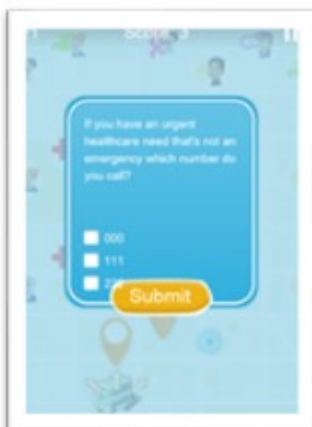 Score: 3
If you have an urgent
healthcare need that's not an
emergency which number do
you call?
000
111
Submit